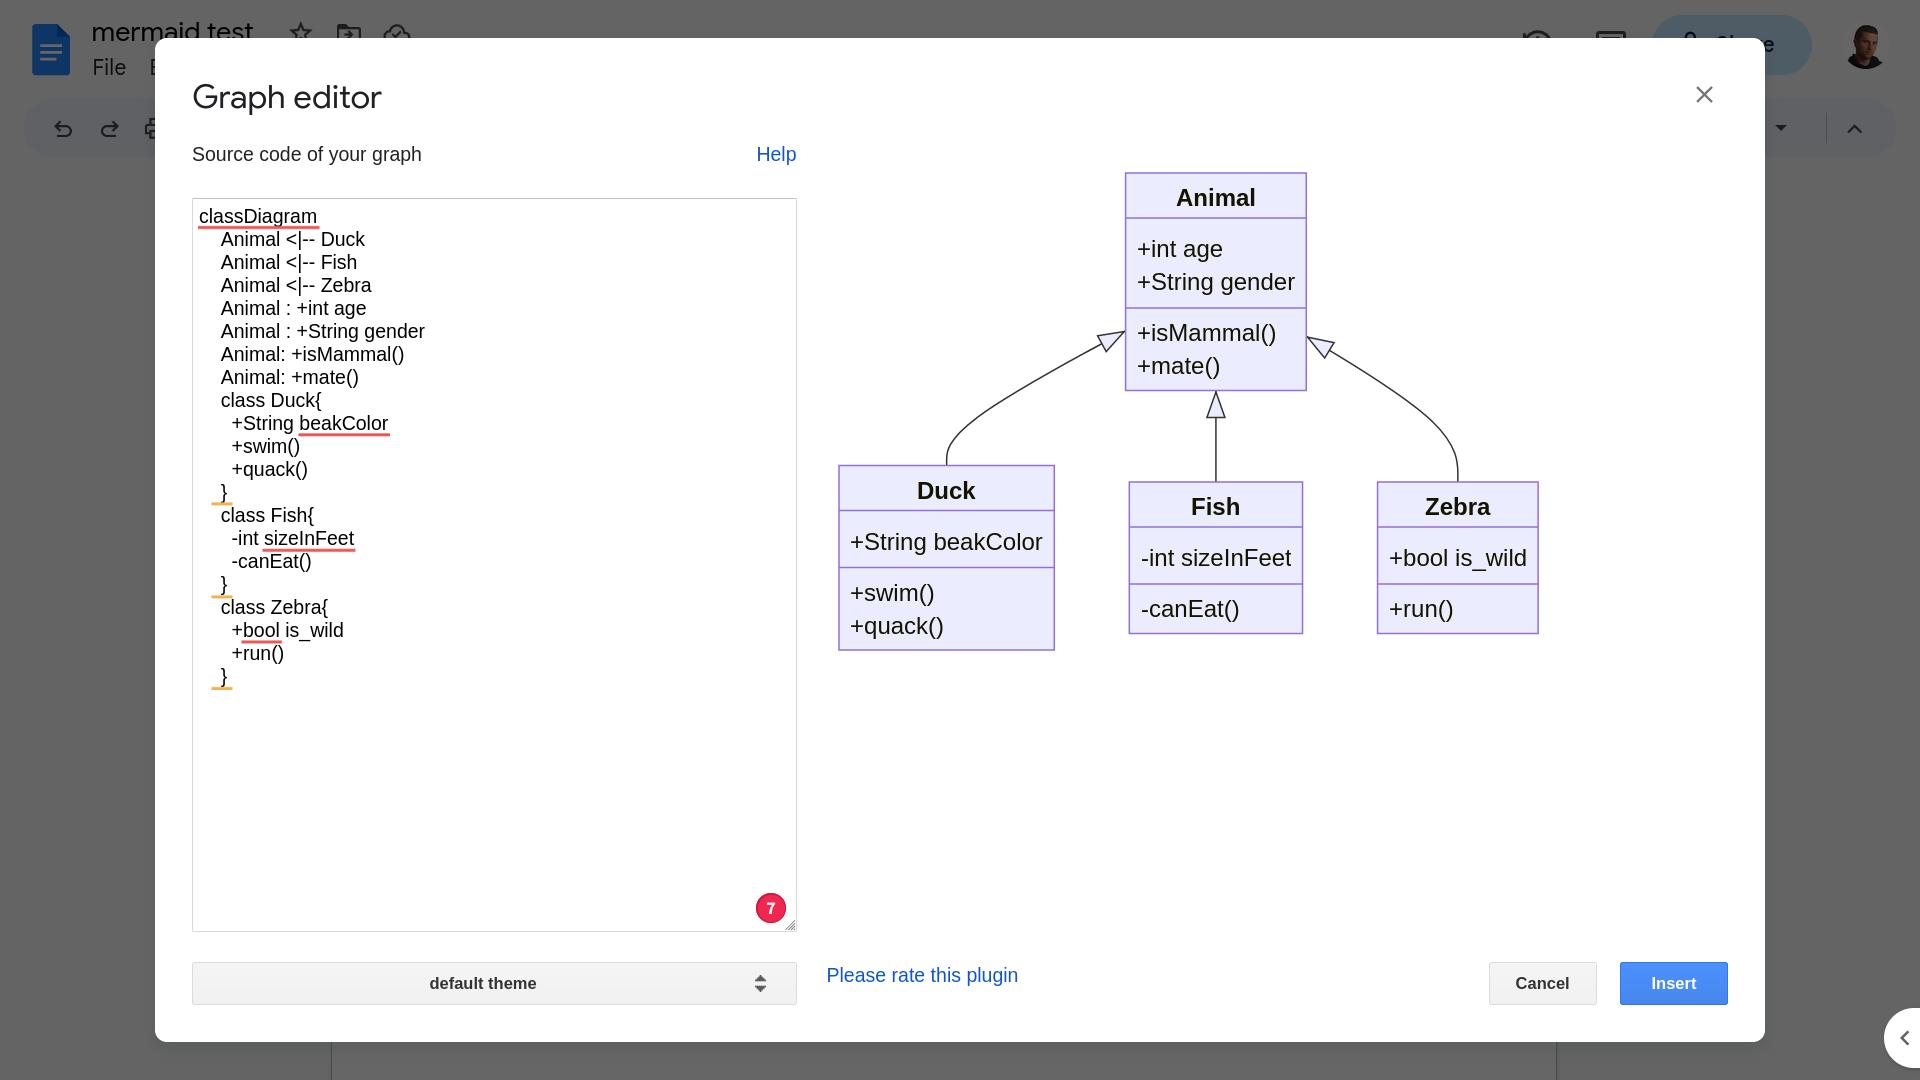 mermaid test
File
Graph editor
Source code of your graph
Help
classDiagram
Animal <|-- Duck
Animal <|-- Fish
Animal <|-- Zebra
Animal : +int age
Animal : +String gender
Animal: +isMammal()
Animal: +mate()
class Duck{
+String beakColor
+swim()
+quack()
}
class Fish{
-int sizeInFeet
-canEat()
}
class Zebra{
+bool is_wild
+run()
}
7
default theme
Animal
+int age
+String gender
+isMammal()
+mate()
Duck
+String beakColor
+swim()
+quack()
Fish
-int sizeInFeet
-canEat()
Zebra
+bool is_wild
+run()
Please rate this plugin
Cancel
Insert